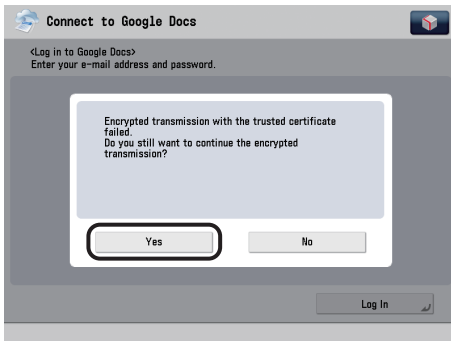 Connect to Google Docs
<Log in to Google Docs>
Enter your e-mail address and password.
Encrypted transmission with the trusted certificate
failed.
Do you still want to continue the encrypted
transmission?
Yes
No
Log In